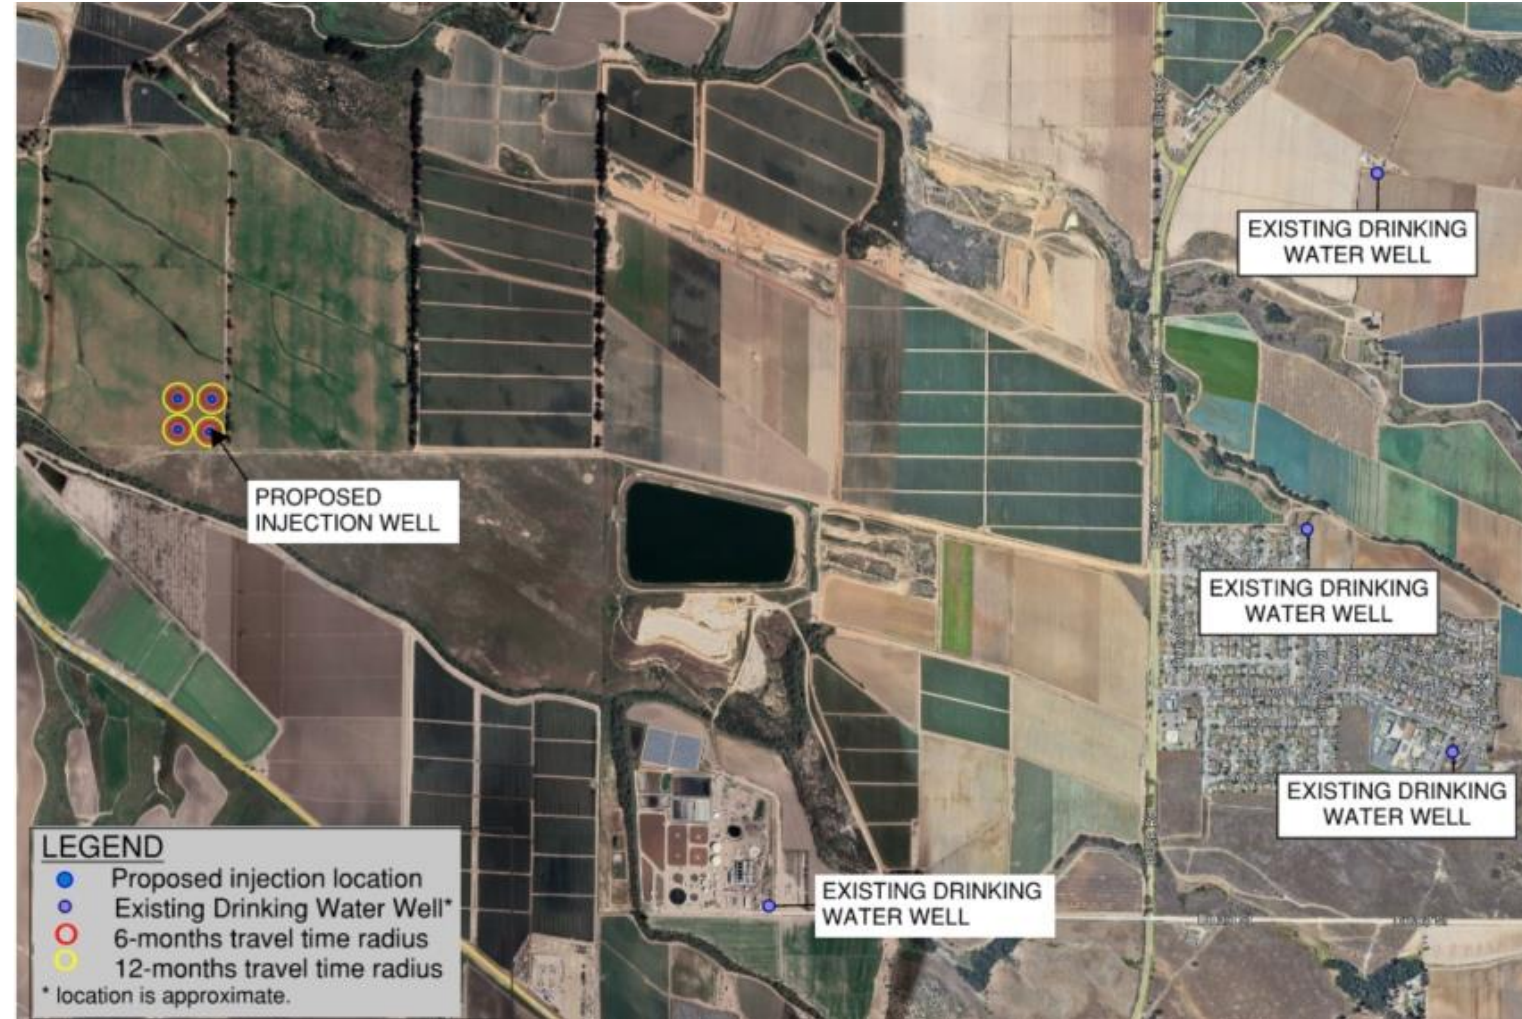 EXISTING DRINKING
WATER WELL
PROPOSED
INJECTION WELL
EXISTING DRINKING
WATER WELL
EXISTING DRINKING
WATER WELL
EXISTING DRINKING
WATER WELL
LEGEND
Proposed injection location
Existing Drinking Water Well*
6-months travel time radius
12-months travel time radius
* location is approximate.